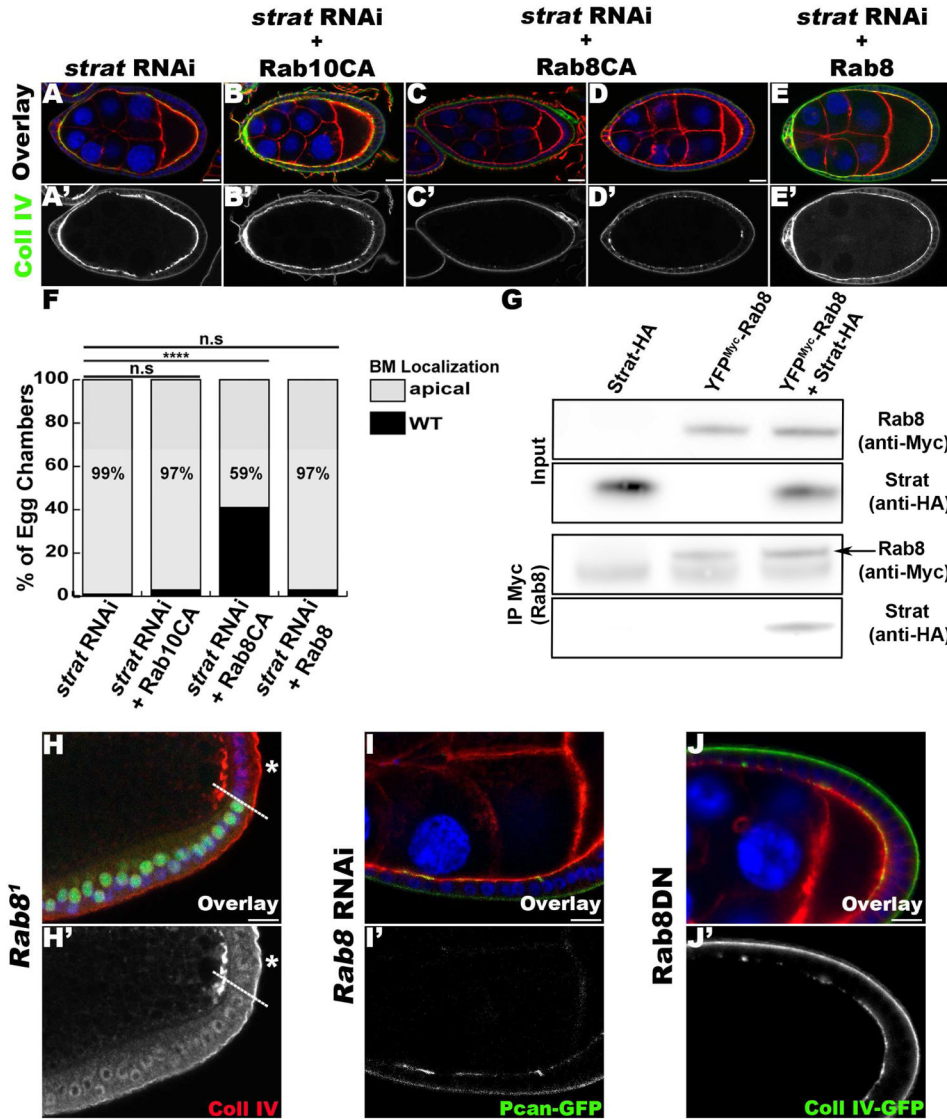 strat RNAi
strat RNAi + Rab10CA
strat RNAi + Rab8CA
strat RNAi + Rab8
Overlay
A B C D E
Coll IV
A' B' C' D' E'
F
n.s
****
n.s
% of Egg Chambers
100
80
60
40
20
0
99% 97% 59% 97%
strat RNAi
strat RNAi + Rab10CA
strat RNAi + Rab8CA
strat RNAi + Rab8
BM Localization
apical
WT
G
Strat-HA
YFPMyc-Rab8
YFPMyc-Rab8 + Strat-HA
Input
Rab8 (anti-Myc)
Strat (anti-HA)
IP Myc (Rab8)
Rab8 (anti-Myc)
Strat (anti-HA)
Rab8¹
H
*
Overlay
H'
*
Coll IV
Rab8 RNAi
I
Overlay
I'
Pcan-GFP
Rab8DN
J
Overlay
J'
Coll IV-GFP